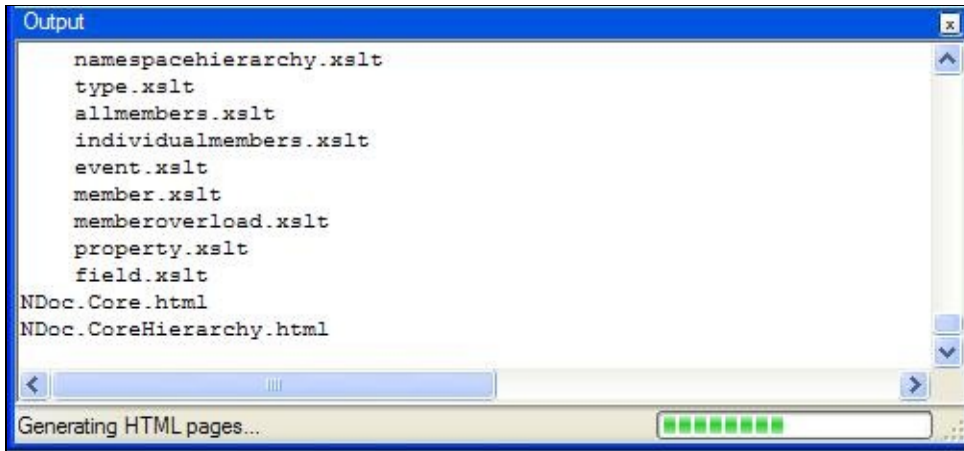 Output
namespacehierarchy.xslt
type.xslt
allmembers.xslt
individualmembers.xslt
event.xslt
member.xslt
memberoverload.xslt
property.xslt
field.xslt
NDoc.Core.html
NDoc.CoreHierarchy.html
Generating HTML pages...